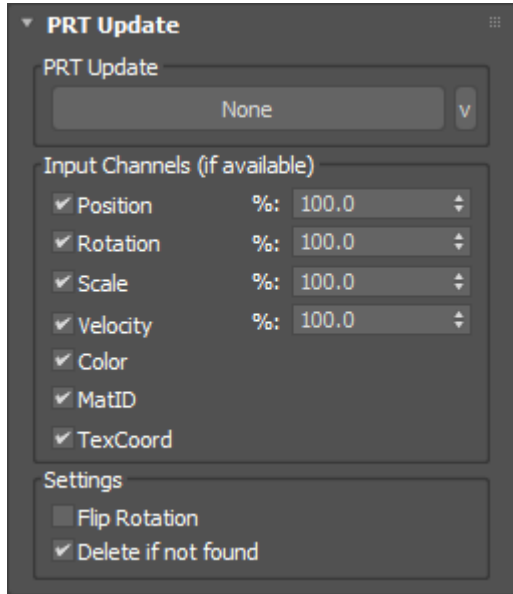 PRT Update
PRT Update
None v
Input Channels (if available)
Position %: 100.0
Rotation %: 100.0
Scale %: 100.0
Velocity %: 100.0
Color
MatID
TexCoord
Settings
Flip Rotation
Delete if not found